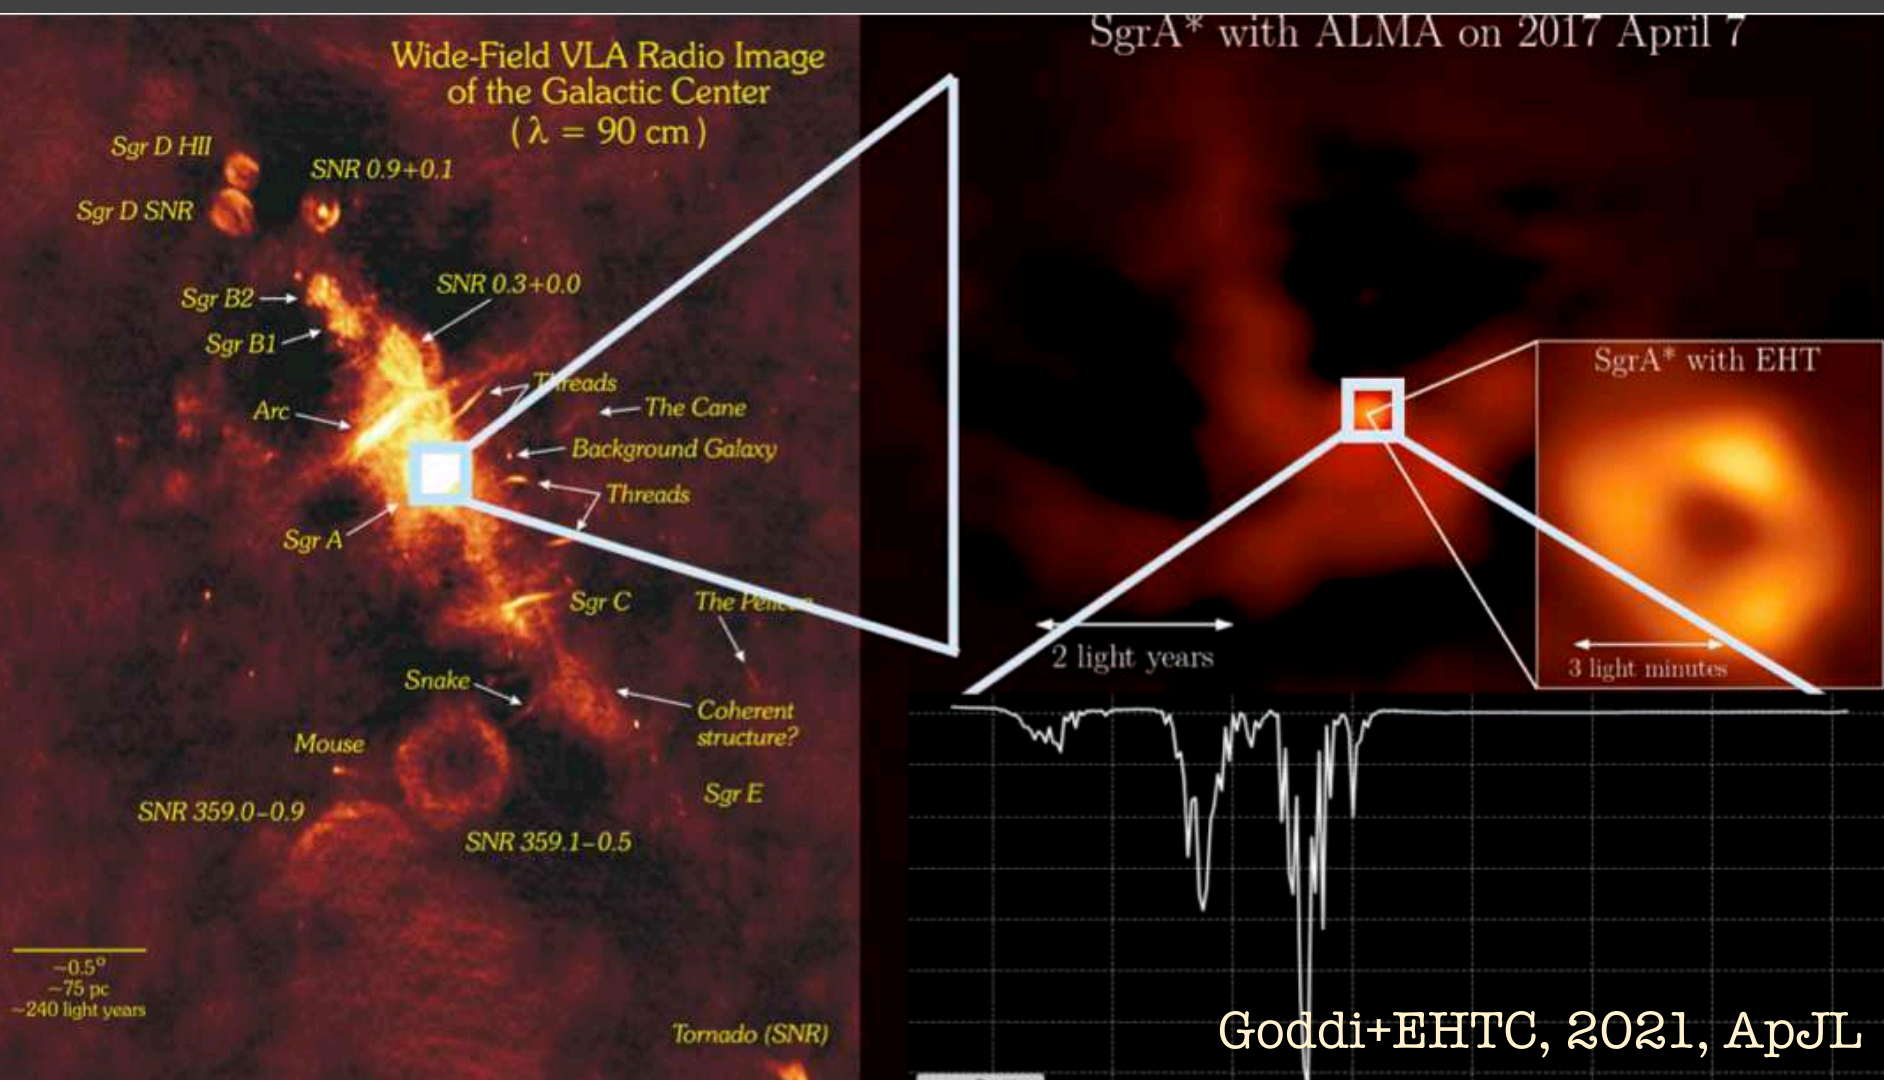 Wide-Field VLA Radio Image
of the Galactic Center
(λ = 90 cm)
Sgr D HII
SNR 0.9+0.1
Sgr D SNR
SNR 0.3+0.0
Sgr B2
Sgr B1
Threads
Arc
The Cane
Background Galaxy
Threads
Sgr A
Sgr C
The Pelican
Snake
Coherent
structure?
Mouse
Sgr E
SNR 359.0–0.9
SNR 359.1–0.5
~0.5°
~75 pc
~240 light years
Tornado (SNR)
SgrA* with ALMA on 2017 April 7
SgrA* with EHT
2 light years
3 light minutes
Goddi+EHTC, 2021, ApJL